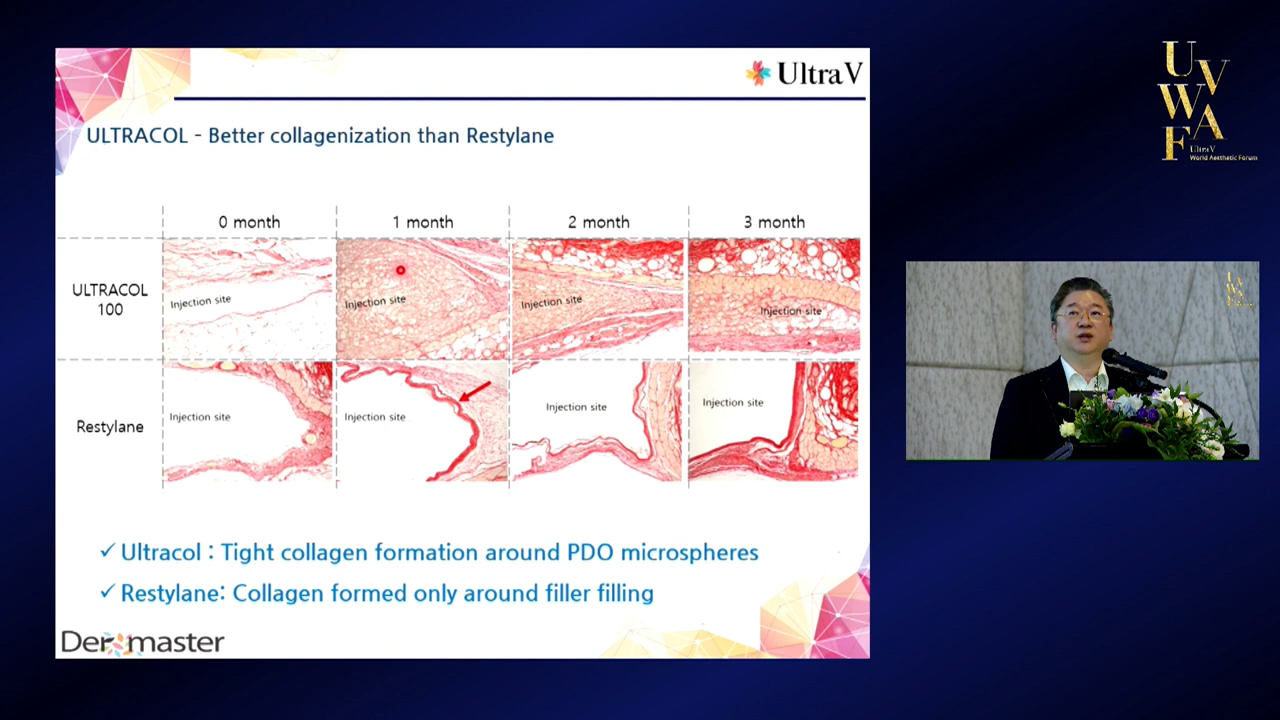 UltraV
ULTRACOL - Better collagenization than Restylane
0 month
1 month
2 month
3 month
ULTRACOL
100
Injection site
Injection site
Injection site
Injection site
Restylane
Injection site
Injection site
Injection site
Injection site
✓ Ultracol : Tight collagen formation around PDO microspheres
✓ Restylane: Collagen formed only around filler filling
Dermaster
UV
WA
F
UltraV
World Aesthetic Forum